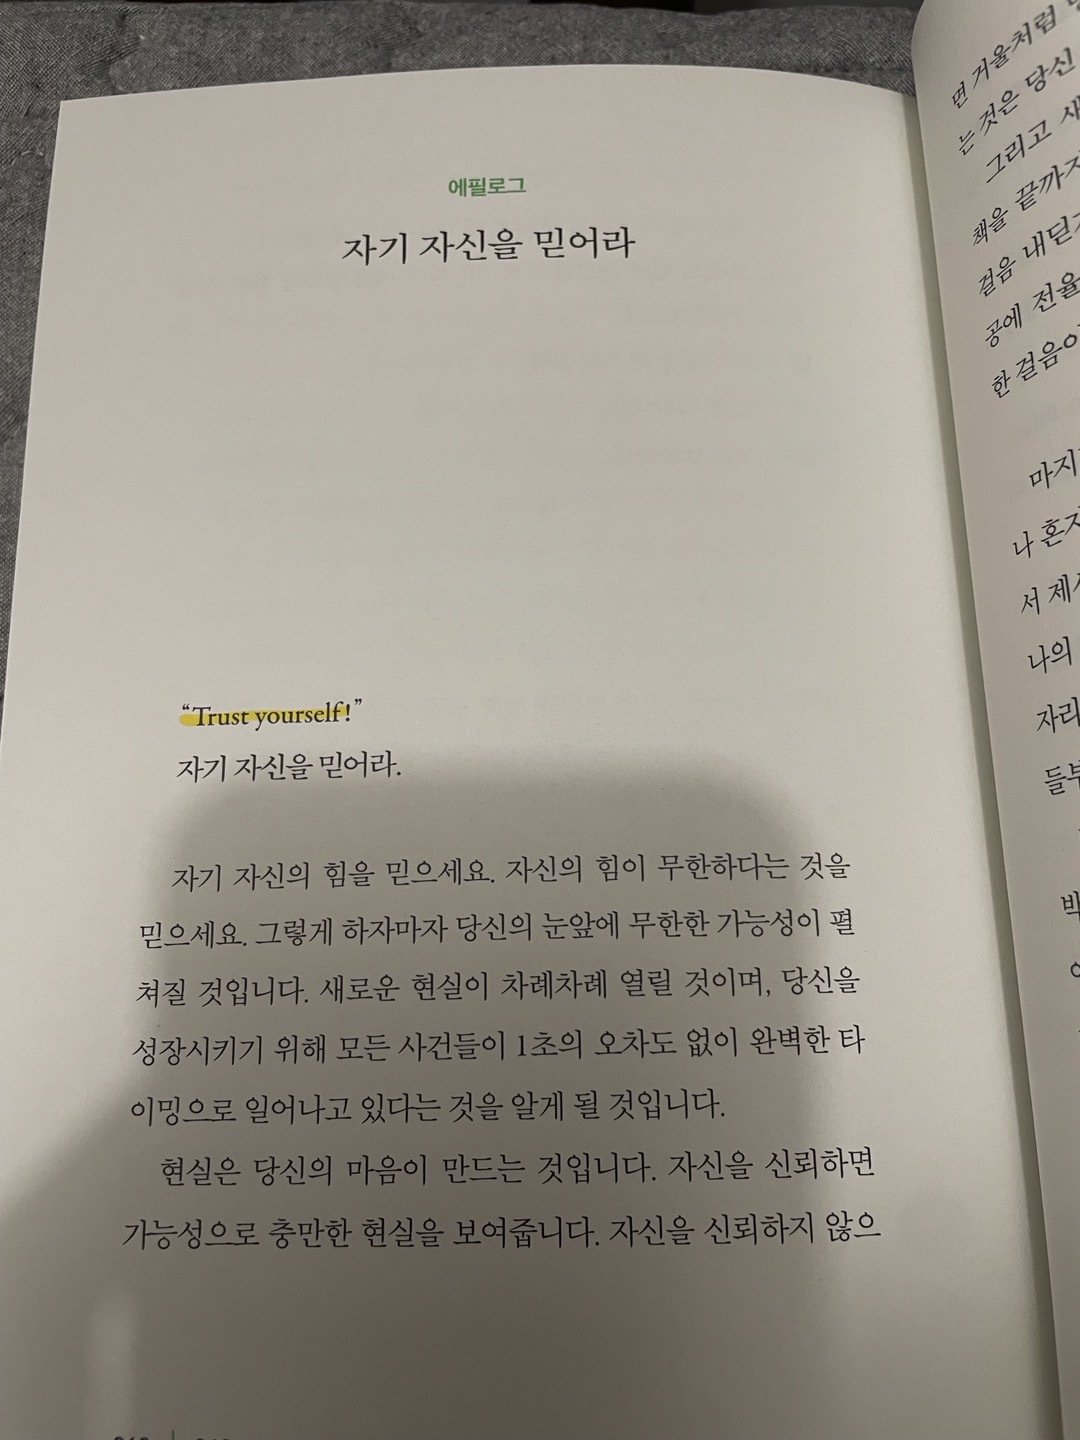 에필로그
자기 자신을 믿어라
“Trust yourself!”
자기 자신을 믿어라.
자기 자신의 힘을 믿으세요. 자신의 힘이 무한하다는 것을
믿으세요. 그렇게 하자마자 당신의 눈앞에 무한한 가능성이 펼
쳐질 것입니다. 새로운 현실이 차례차례 열릴 것이며, 당신을
성장시키기 위해 모든 사건들이 1초의 오차도 없이 완벽한 타
이밍으로 일어나고 있다는 것을 알게 될 것입니다.
현실은 당신의 마음이 만드는 것입니다. 자신을 신뢰하면
가능성으로 충만한 현실을 보여줍니다. 자신을 신뢰하지 않으
면 거울처럼
는 것은 당신
그리고
책을 끝까지
걸음 내딛
공에 전율
한 걸음이
마지
나 혼자
서 제
나의
자리
들부